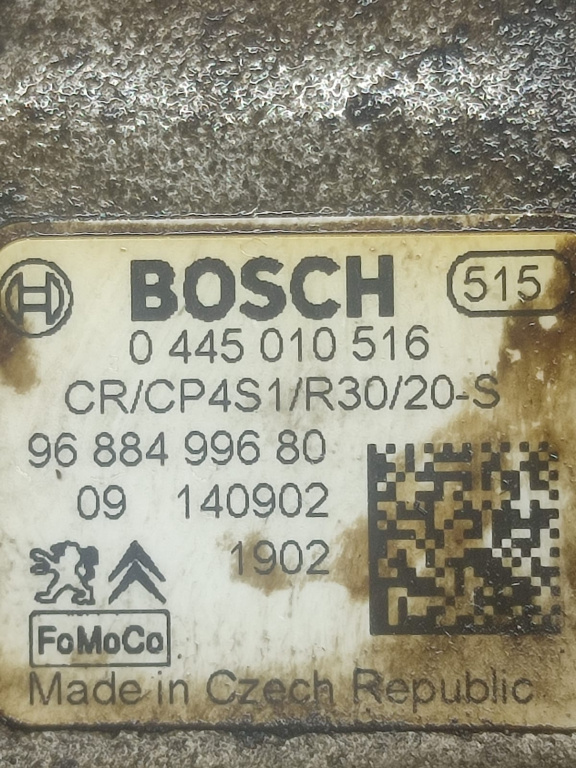 BOSCH 515
0 445 010 516
CR/CP4S1/R30/20-S
96 884 996 80
09 140902
1902
FoMoCo
Made in Czech Republic